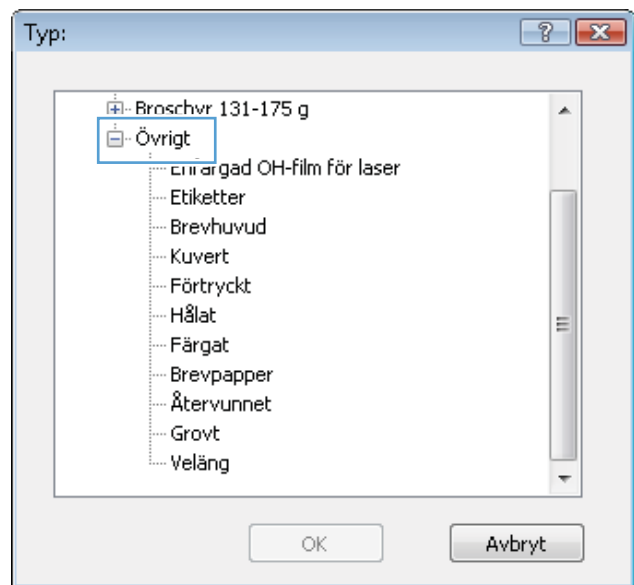 Typ:
Broschyr 131-175 g
Övrigt
Enfärgad OH-film för laser
Etiketter
Brevhuvud
Kuvert
Förtryckt
Hålat
Färgat
Brevpapper
Återvunnet
Grovt
Veläng
OK
Avbryt